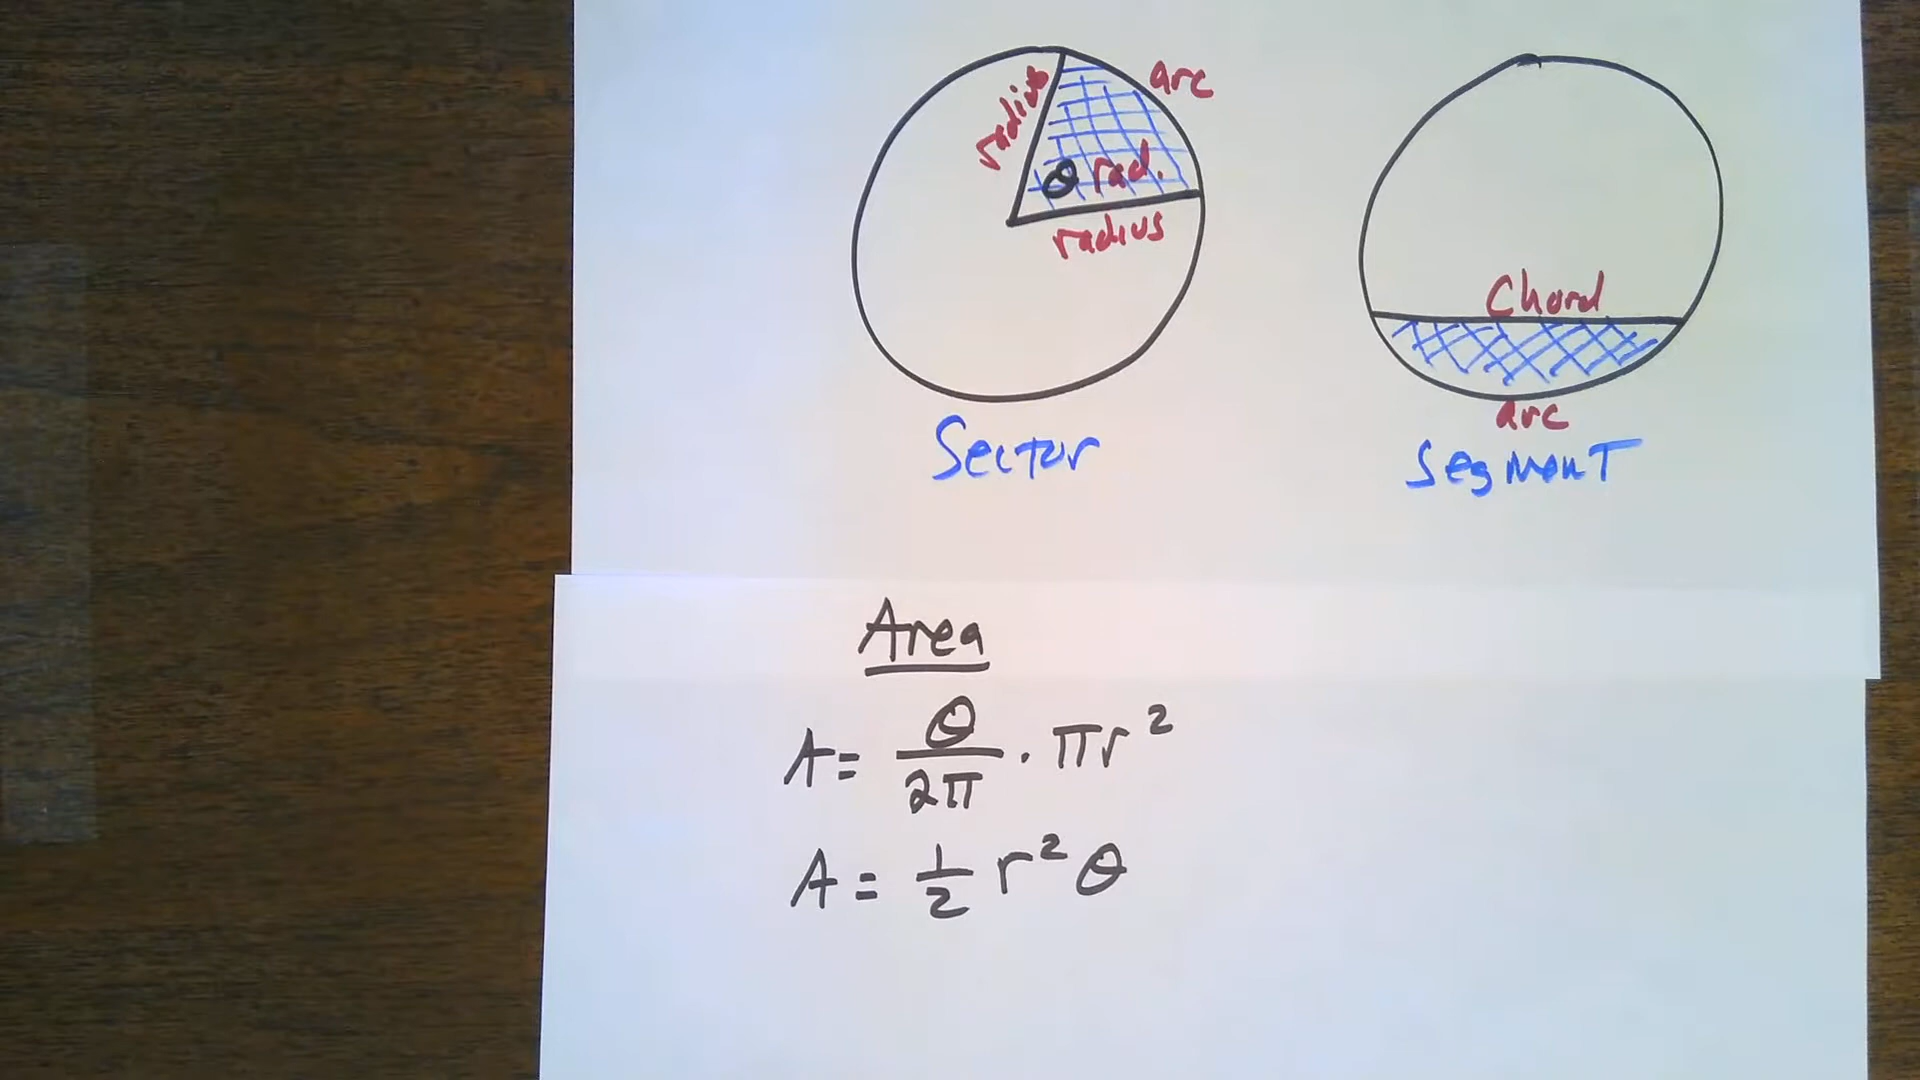 radius
arc
θ rad.
radius
Sector
Chord
arc
Segment
Area
A = θ/2π · πr²
A = 1/2 r² θ